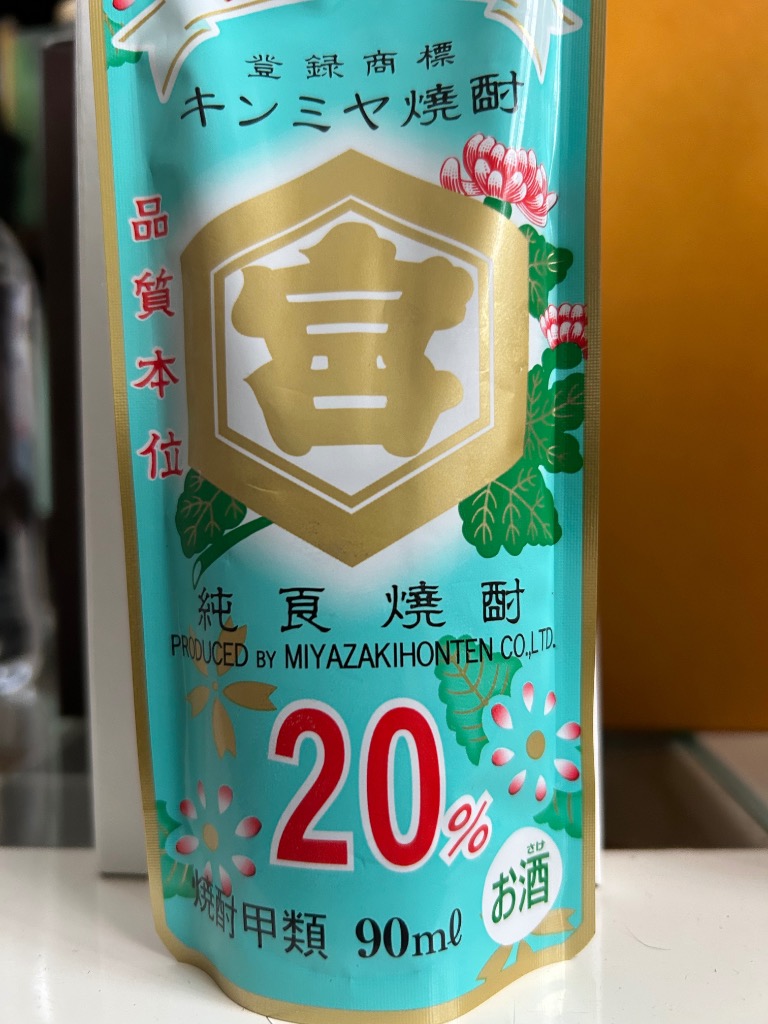 登録商標
キンミヤ焼酎
品質本位
宮
純良焼酎
PRODUCED BY MIYAZAKIHONTEN CO.,LTD.
20%
さけ
お酒
焼酎甲類 90mℓ